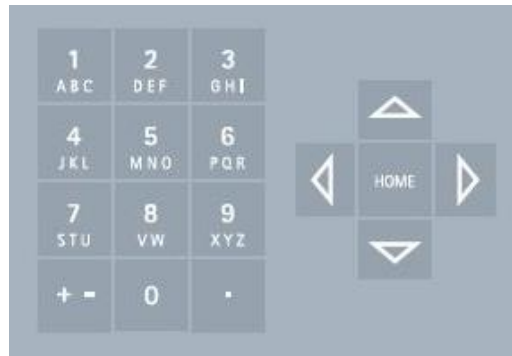 1 2 3
ABC DEF GHI
4 5 6
JKL MNO PQR
HOME
7 8 9
STU VW XYZ
+ - 0 .